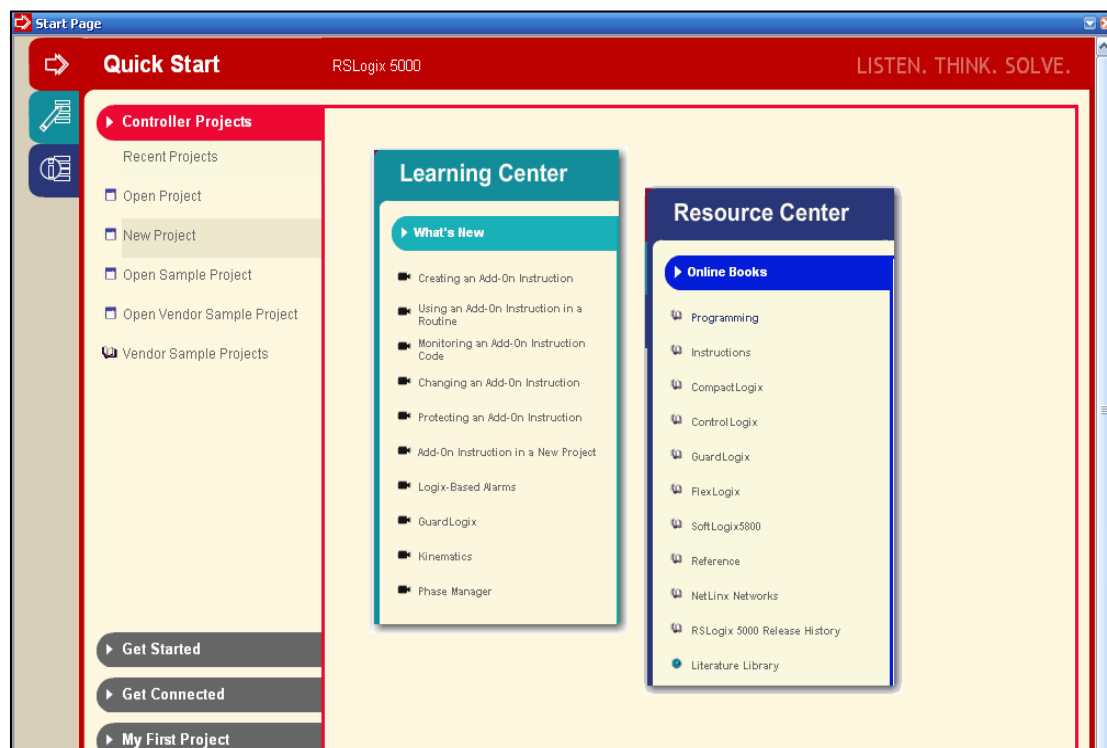 Start Page
Quick Start
RSLogix 5000
LISTEN. THINK. SOLVE.
Controller Projects
Recent Projects
Open Project
New Project
Open Sample Project
Open Vendor Sample Project
Vendor Sample Projects
Get Started
Get Connected
My First Project
Learning Center
What's New
Creating an Add-On Instruction
Using an Add-On Instruction in a
Routine
Monitoring an Add-On Instruction
Code
Changing an Add-On Instruction
Protecting an Add-On Instruction
Add-On Instruction in a New Project
Logix-Based Alarms
GuardLogix
Kinematics
Phase Manager
Resource Center
Online Books
Programming
Instructions
CompactLogix
ControlLogix
GuardLogix
FlexLogix
SoftLogix5800
Reference
NetLinx Networks
RSLogix 5000 Release History
Literature Library